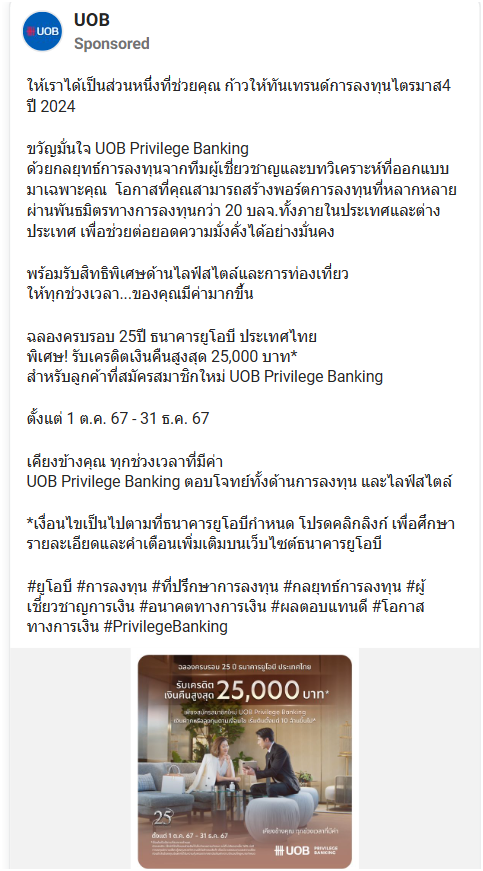 UOB
UOB
Sponsored
ให้เราได้เป็นส่วนหนึ่งที่ช่วยคุณ ก้าวให้ทันเทรนด์การลงทุนไตรมาส4
ปี 2024
ขวัญมั่นใจ UOB Privilege Banking
ด้วยกลยุทธ์การลงทุนจากทีมผู้เชี่ยวชาญและบทวิเคราะห์ที่ออกแบบ
มาเฉพาะคุณ โอกาสที่คุณสามารถสร้างพอร์ตการลงทุนที่หลากหลาย
ผ่านพันธมิตรทางการลงทุนกว่า 20 บลจ.ทั้งภายในประเทศและต่าง
ประเทศ เพื่อช่วยต่อยอดความมั่งคั่งได้อย่างมั่นคง
พร้อมรับสิทธิพิเศษด้านไลฟ์สไตล์และการท่องเที่ยว
ให้ทุกช่วงเวลา...ของคุณมีค่ามากขึ้น
ฉลองครบรอบ 25ปี ธนาคารยูโอบี ประเทศไทย
พิเศษ! รับเครดิตเงินคืนสูงสุด 25,000 บาท*
สำหรับลูกค้าที่สมัครสมาชิกใหม่ UOB Privilege Banking
ตั้งแต่ 1 ต.ค. 67 - 31 ธ.ค. 67
เคียงข้างคุณ ทุกช่วงเวลาที่มีค่า
UOB Privilege Banking ตอบโจทย์ทั้งด้านการลงทุน และไลฟ์สไตล์
*เงื่อนไขเป็นไปตามที่ธนาคารยูโอบีกำหนด โปรดคลิกลิงก์ เพื่อศึกษา
รายละเอียดและคำเตือนเพิ่มเติมบนเว็บไซต์ธนาคารยูโอบี
#ยูโอบี #การลงทุน #ที่ปรึกษาการลงทุน #กลยุทธ์การลงทุน #ผู้
เชี่ยวชาญการเงิน #อนาคตทางการเงิน #ผลตอบแทนดี #โอกาส
ทางการเงิน #PrivilegeBanking
ฉลองครบรอบ 25 ปี ธนาคารยูโอบี ประเทศไทย
รับเครดิต
เงินคืนสูงสุด 25,000 บาท*
เพียงสมัครสมาชิกใหม่ UOB Privilege Banking
25
ตั้งแต่ 1 ต.ค. 67 – 31 ธ.ค. 67
เคียงข้างคุณ ทุกช่วงเวลาที่มีค่า
UOB PRIVILEGE BANKING